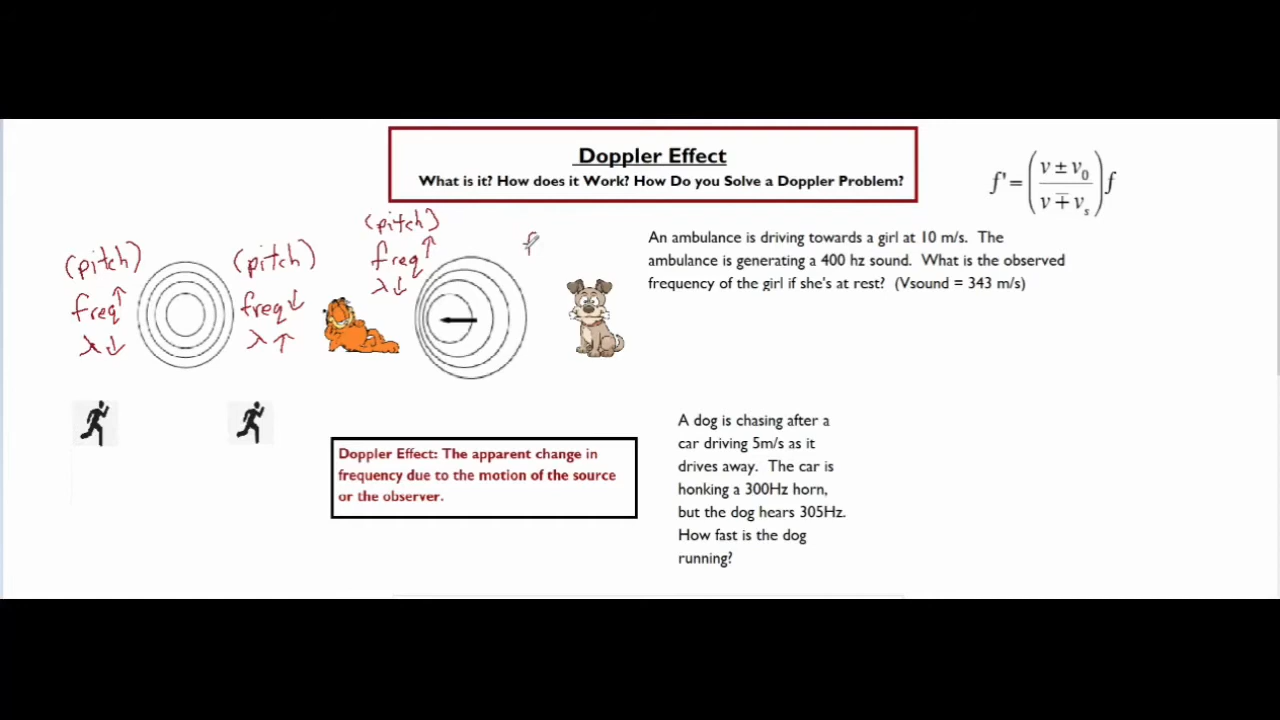 Doppler Effect
What is it? How does it Work? How Do you Solve a Doppler Problem?
f' = ( v ± v₀ / v ∓ vₛ ) f
(pitch)
freq↑
λ↓
(pitch)
freq↓
λ↑
(pitch)
freq↑
λ↓
f
An ambulance is driving towards a girl at 10 m/s. The
ambulance is generating a 400 hz sound. What is the observed
frequency of the girl if she's at rest? (Vsound = 343 m/s)
Doppler Effect: The apparent change in
frequency due to the motion of the source
or the observer.
A dog is chasing after a
car driving 5m/s as it
drives away. The car is
honking a 300Hz horn,
but the dog hears 305Hz.
How fast is the dog
running?